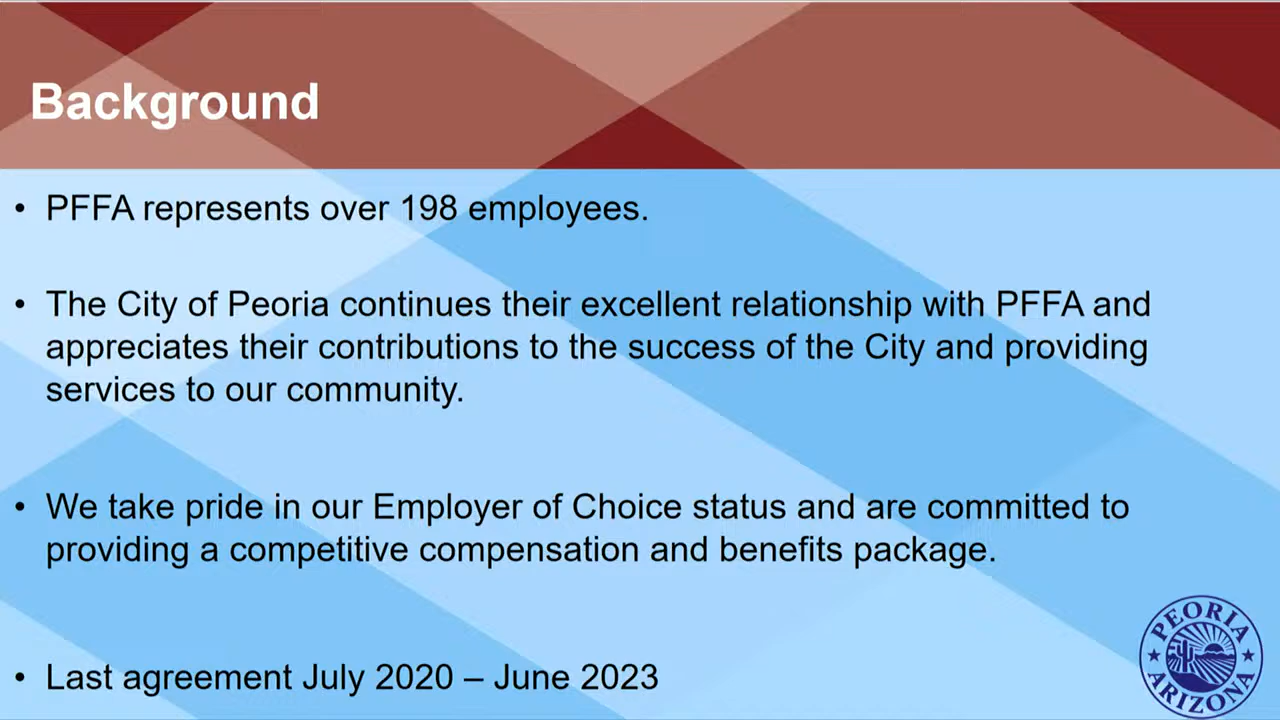 Background
• PFFA represents over 198 employees.
• The City of Peoria continues their excellent relationship with PFFA and
appreciates their contributions to the success of the City and providing
services to our community.
• We take pride in our Employer of Choice status and are committed to
providing a competitive compensation and benefits package.
• Last agreement July 2020 – June 2023
PEORIA
ARIZONA